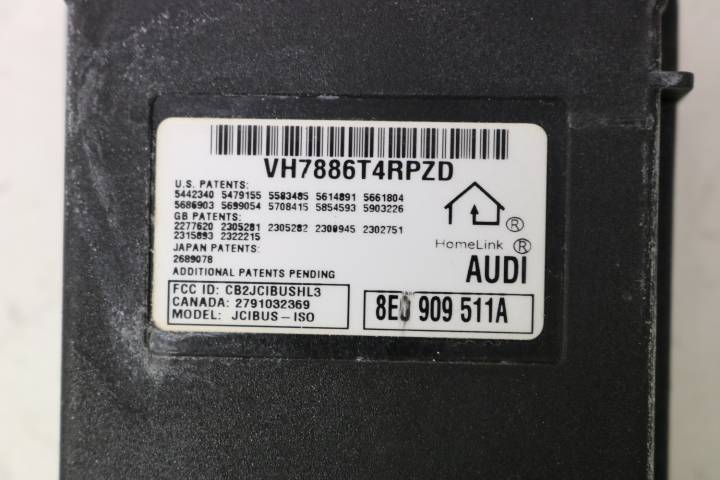 VH7886T4RPZD
U.S. PATENTS:
5442340 5479155 5583485 5614891 5661804
5686903 5699054 5708415 5854593 5903226
GB PATENTS:
2277620 2305281 2305282 2300945 2302751
2315893 2322215
JAPAN PATENTS:
2689078
ADDITIONAL PATENTS PENDING
®
HomeLink ®
AUDI
FCC ID: CB2JCIBUSHL3
CANADA: 2791032369
MODEL: JCIBUS-ISO
8E0 909 511A